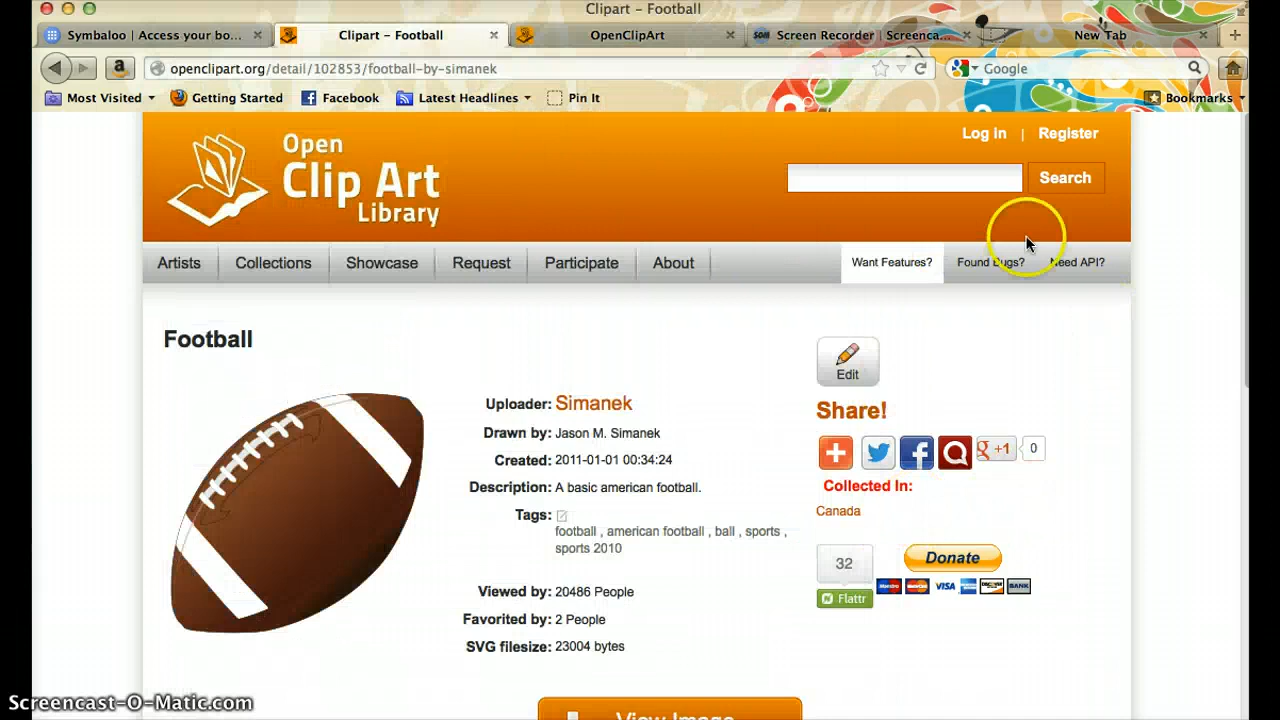 Clipart - Football
Symbaloo | Access your bo...
Clipart - Football
OpenClipArt
SOM Screen Recorder | Screenca...
New Tab
openclipart.org/detail/102853/football-by-simanek
Google
Most Visited
Getting Started
Facebook
Latest Headlines
Pin It
Bookmarks
Open
Clip Art
Library
Log In | Register
Search
Artists
Collections
Showcase
Request
Participate
About
Want Features?
Found Bugs?
Need API?
Football
Uploader: Simanek
Drawn by: Jason M. Simanek
Created: 2011-01-01 00:34:24
Description: A basic american football.
Tags:
football , american football , ball , sports ,
sports 2010
Viewed by: 20486 People
Favorited by: 2 People
SVG filesize: 23004 bytes
Edit
Share!
+1
0
Collected In:
Canada
32
Flattr
Donate
VISA
BANK
View Image
Screencast-O-Matic.com